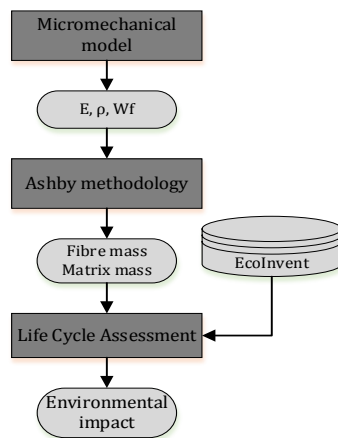 Micromechanical
model
E, ρ, Wf
Ashby methodology
Fibre mass
Matrix mass
EcoInvent
Life Cycle Assessment
Environmental
impact